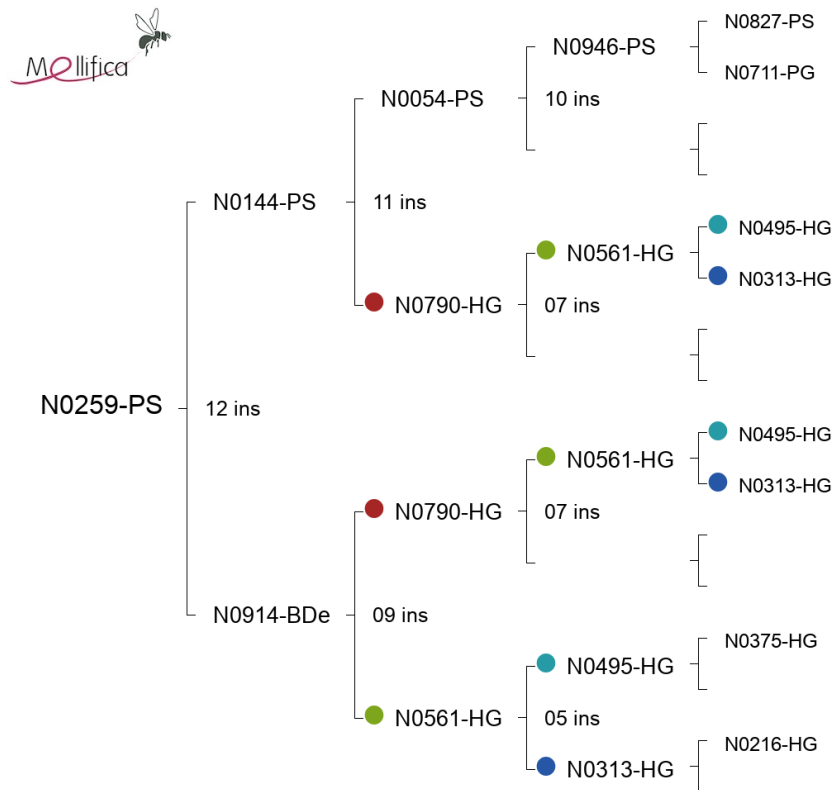 Mellifica
N0827-PS
N0946-PS
N0711-PG
N0054-PS
10 ins
N0144-PS
11 ins
N0495-HG
N0561-HG
N0313-HG
N0790-HG
07 ins
N0259-PS
12 ins
N0495-HG
N0561-HG
N0313-HG
N0790-HG
07 ins
N0914-BDe
09 ins
N0375-HG
N0495-HG
N0561-HG
05 ins
N0216-HG
N0313-HG